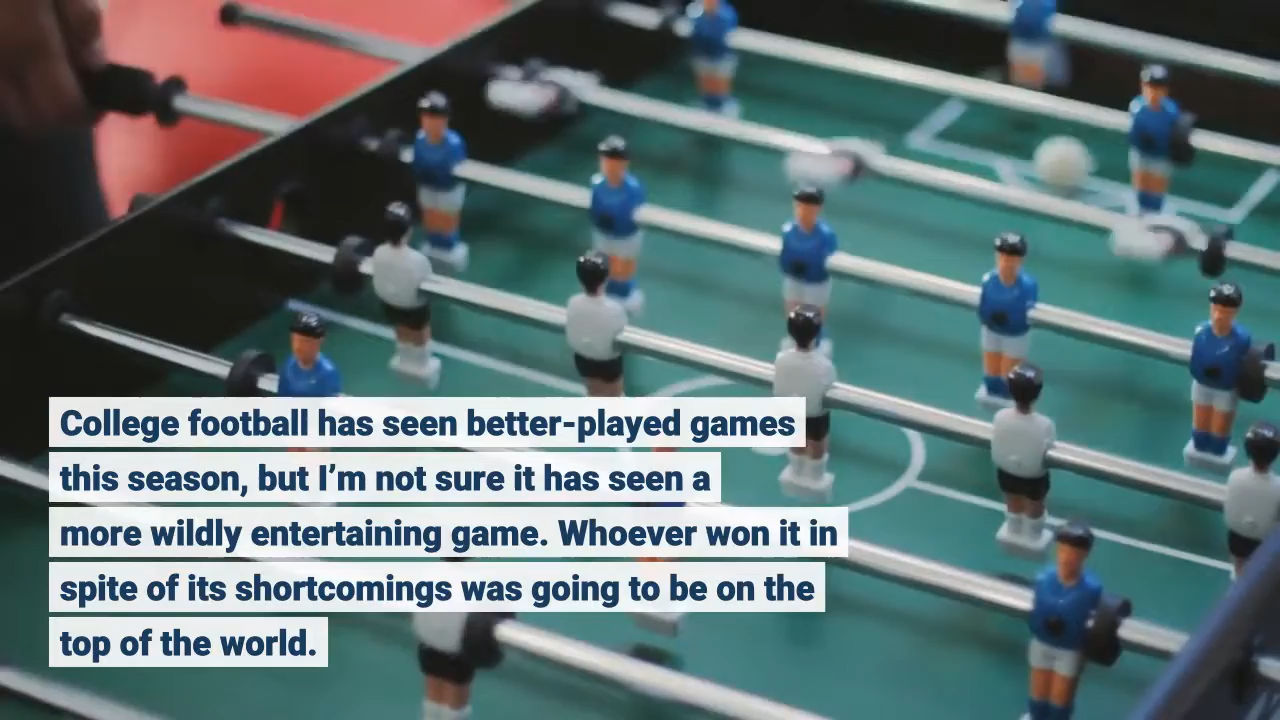 College football has seen better-played games
this season, but I’m not sure it has seen a
more wildly entertaining game. Whoever won it in
spite of its shortcomings was going to be on the
top of the world.